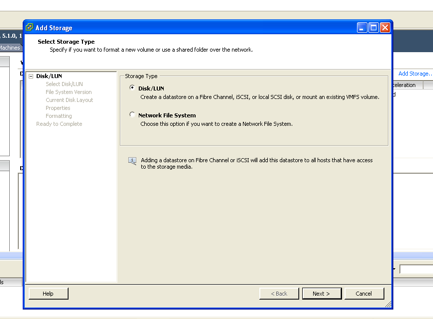 Add Storage
Select Storage Type
Specify if you want to format a new volume or use a shared folder over the network.
5.1.0, 1
Machines
Add Storage...
Disk/LUN
Select Disk/LUN
File System Version
Current Disk Layout
Properties
Formatting
Ready to Complete
Storage Type
Disk/LUN
Create a datastore on a Fibre Channel, iSCSI, or local SCSI disk, or mount an existing VMFS volume.
Network File System
Choose this option if you want to create a Network File System.
Adding a datastore on Fibre Channel or iSCSI will add this datastore to all hosts that have access
to the storage media.
Help
< Back
Next >
Cancel